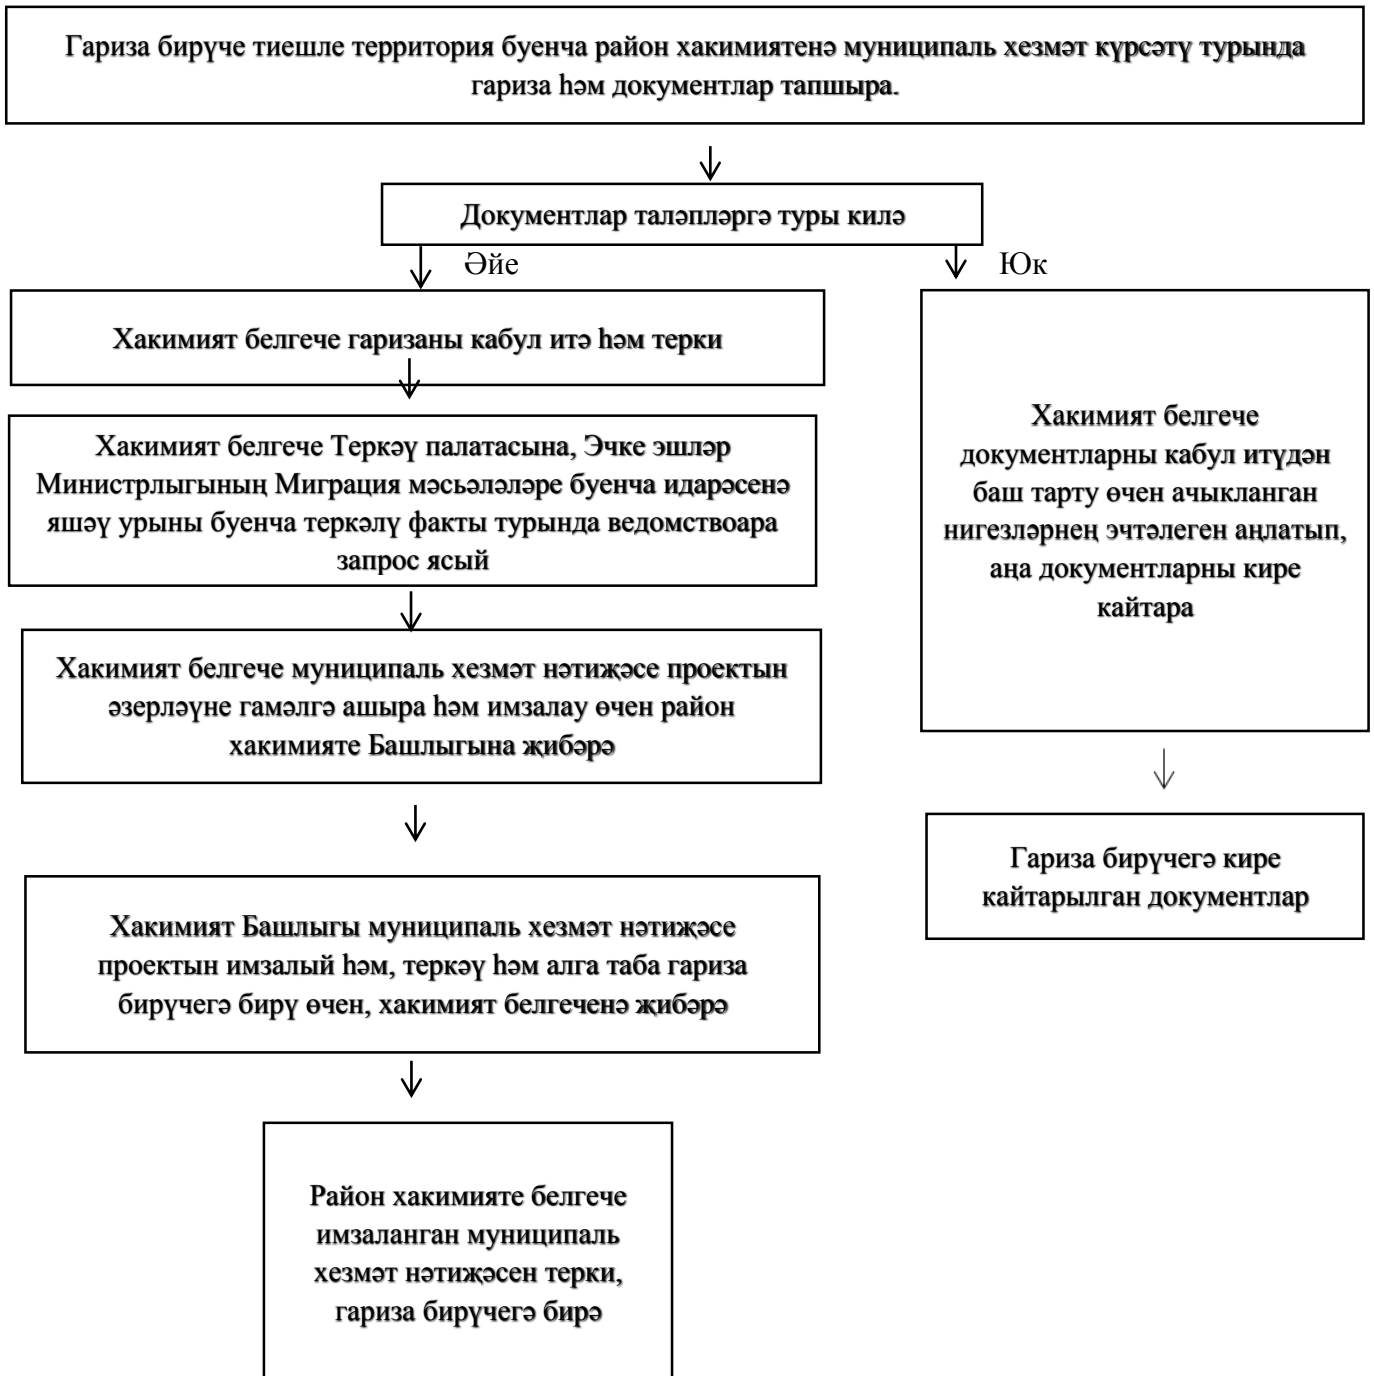 Гариза бирүче тиешле территория буенча район хакимиятенә муниципаль хезмәт күрсәтү турында
гариза һәм документлар тапшыра.
Документлар таләпләргә туры килә
Әйе
Юк
Хакимият белгече гаризаны кабул итә һәм терки
Хакимият белгече Теркәү палатасына, Эчке эшләр
Министрлыгының Миграция мәсьәләләре буенча идарәсенә
яшәү урыны буенча теркәлү факты турында ведомствоара
запрос ясый
Хакимият белгече муниципаль хезмәт нәтиҗәсе проектын
әзерләүне гамәлгә ашыра һәм имзалау өчен район
хакимияте Башлыгына җибәрә
Хакимият Башлыгы муниципаль хезмәт нәтиҗәсе
проектын имзалый һәм, теркәү һәм алга таба гариза
бирүчегә бирү өчен, хакимият белгеченә җибәрә
Район хакимияте белгече
имзаланган муниципаль
хезмәт нәтиҗәсен терки,
гариза бирүчегә бирә
Хакимият белгече
документларны кабул итүдән
баш тарту өчен ачыкланган
нигезләрнең эчтәлеген аңлатып,
аңа документларны кире
кайтара
Гариза бирүчегә кире
кайтарылган документлар